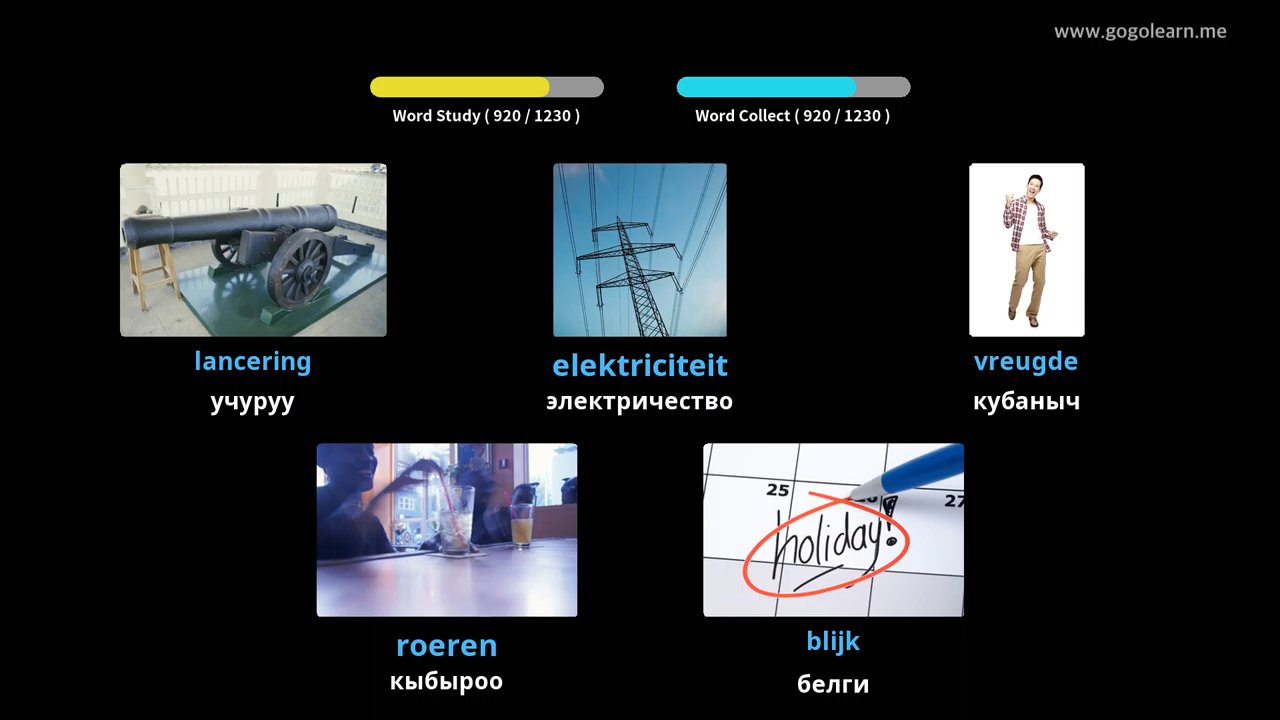 www.gogolearn.me
Word Study ( 920 / 1230 )
Word Collect ( 920 / 1230 )
lancering
учуруу
elektriciteit
электричество
vreugde
кубаныч
25
27
holiday!
roeren
кыбыроо
blijk
белги